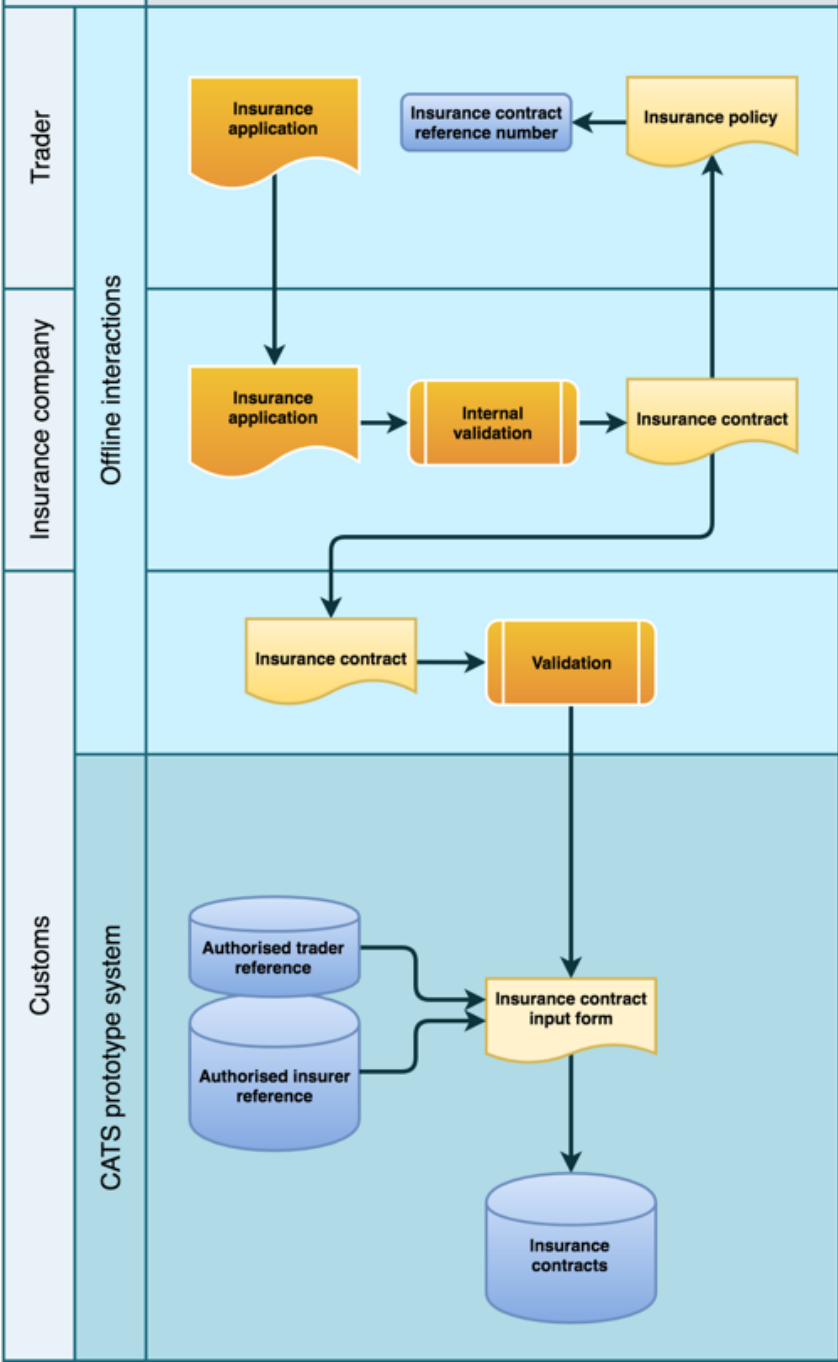 Trader
Insurance company
Customs
Offline interactions
CATS prototype system
Insurance
application
Insurance contract
reference number
Insurance policy
Insurance
application
Internal
validation
Insurance contract
Insurance contract
Validation
Authorised trader
reference
Authorised insurer
reference
Insurance contract
input form
Insurance
contracts